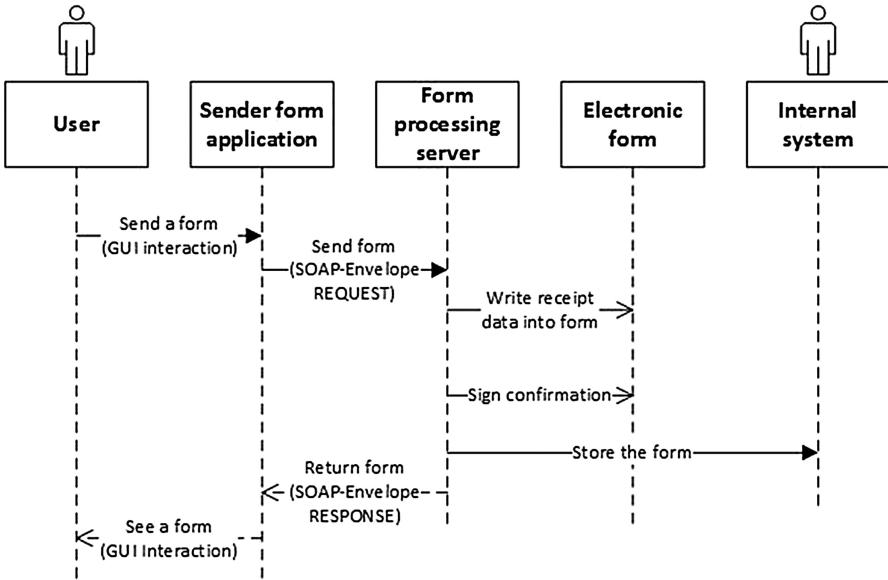 User
Sender form
application
Form
processing
server
Electronic
form
Internal
system
Send a form
(GUI interaction)
Send form
(SOAP-Envelope
REQUEST)
Write receipt
data into form
Sign confirmation
Store the form
Return form
(SOAP-Envelope
RESPONSE)
See a form
(GUI Interaction)